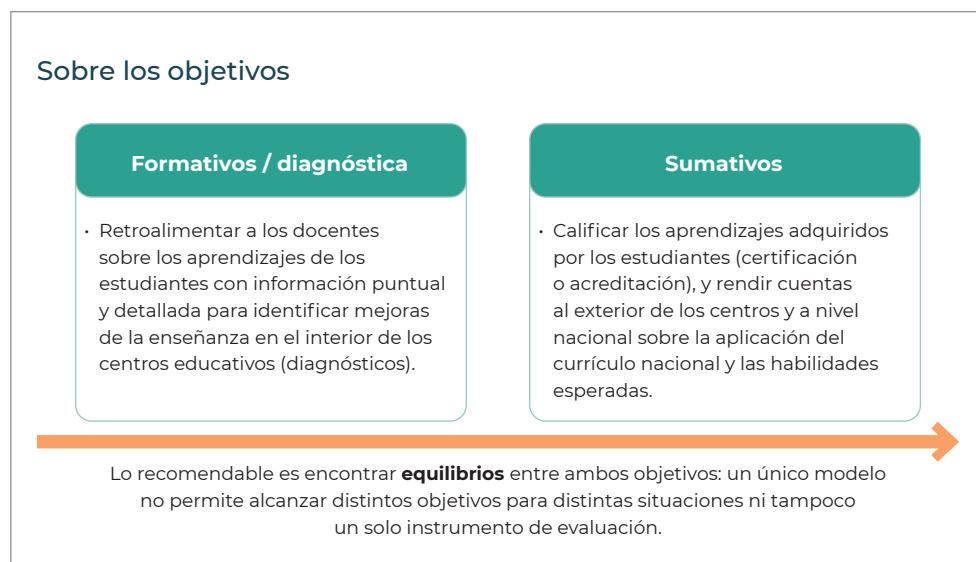 Sobre los objetivos
Formativos / diagnóstica
• Retroalimentar a los docentes
sobre los aprendizajes de los
estudiantes con información puntual
y detallada para identificar mejoras
de la enseñanza en el interior de los
centros educativos (diagnósticos).
Sumativos
• Calificar los aprendizajes adquiridos
por los estudiantes (certificación
o acreditación), y rendir cuentas
al exterior de los centros y a nivel
nacional sobre la aplicación del
currículo nacional y las habilidades
esperadas.
Lo recomendable es encontrar equilibrios entre ambos objetivos: un único modelo
no permite alcanzar distintos objetivos para distintas situaciones ni tampoco
un solo instrumento de evaluación.